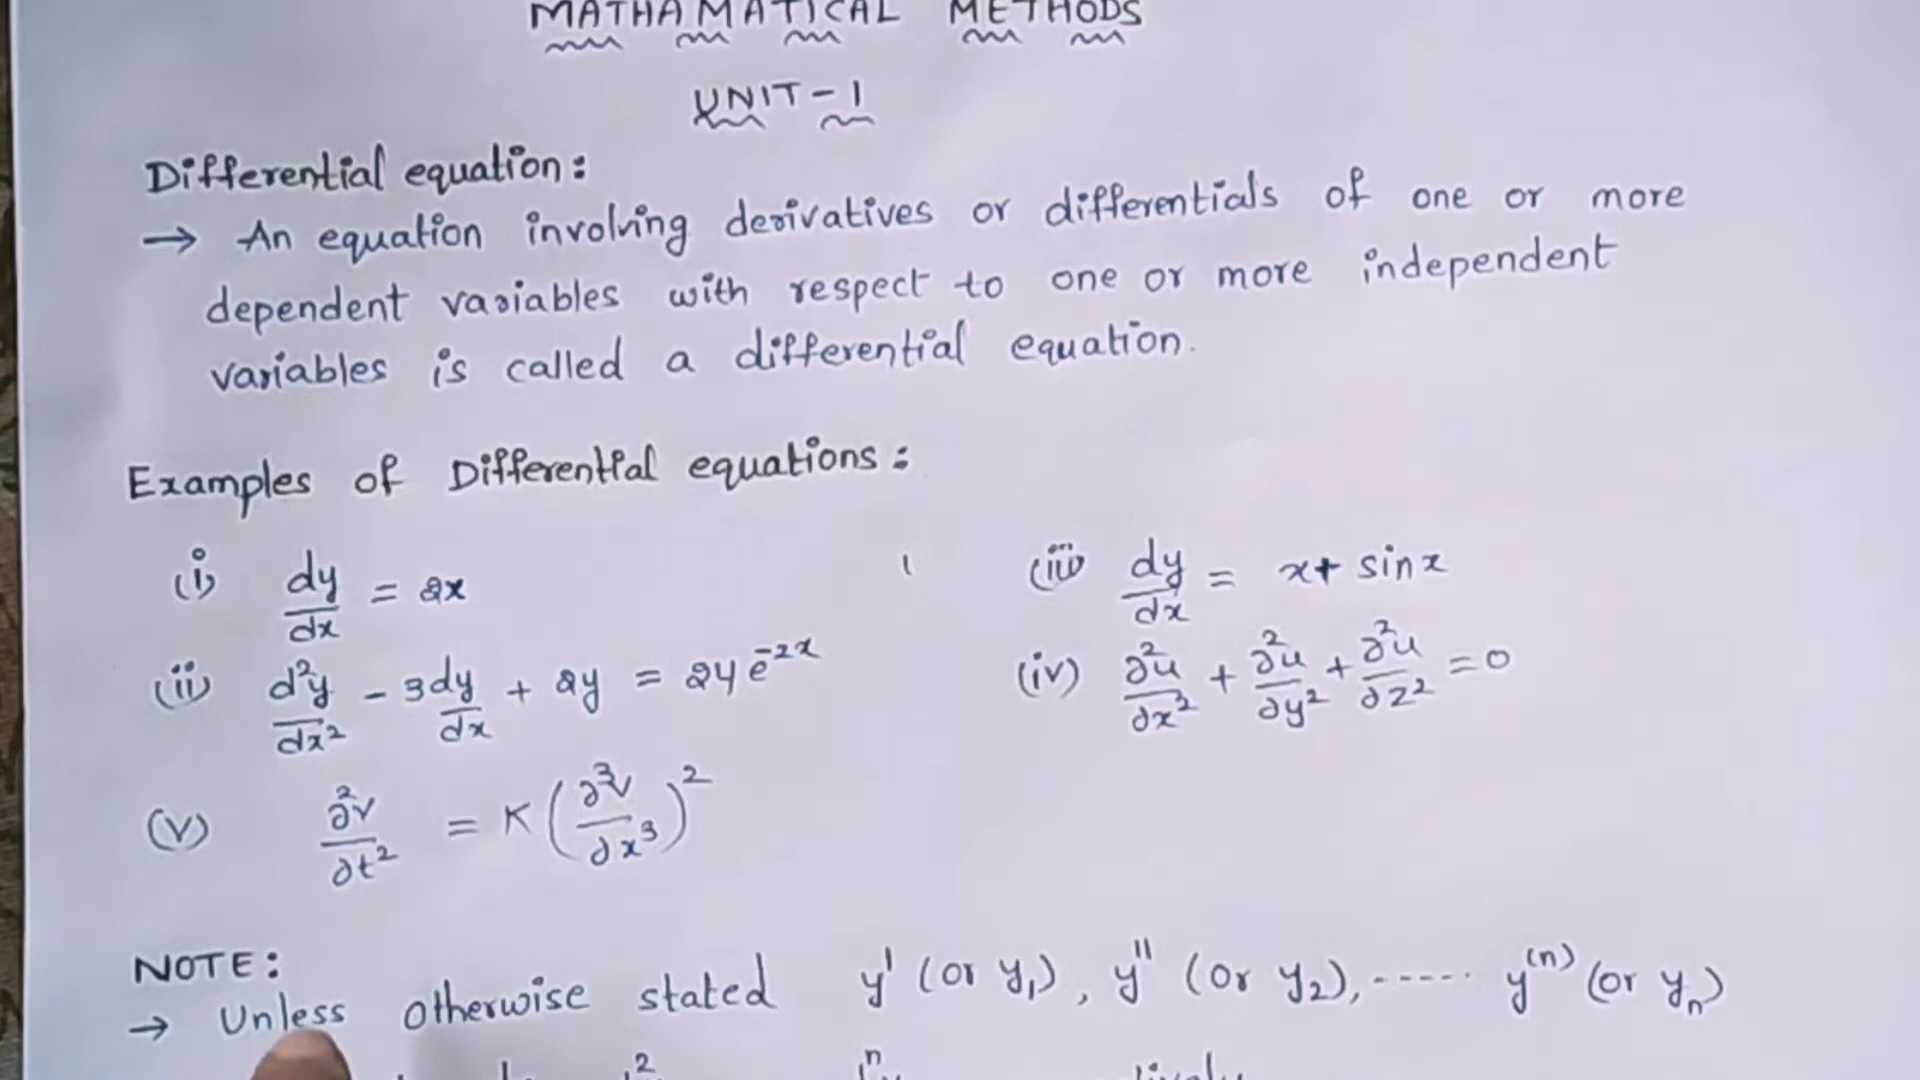 MATHAMATICAL METHODS
UNIT-1
Differential equation:
→ An equation involving derivatives or differentials of one or more
dependent variables with respect to one or more independent
variables is called a differential equation.
Examples of Differential equations:
(i) dy/dx = 2x
(iii) dy/dx = x + sinx
(ii) d²y/dx² - 3dy/dx + 2y = 24e⁻²ˣ
(iv) ∂²u/∂x² + ∂²u/∂y² + ∂²u/∂z² = 0
(v) ∂²v/∂t² = K(∂³v/∂x³)²
NOTE:
→ Unless otherwise stated y' (or y₁), y'' (or y₂), ----- y⁽ⁿ⁾ (or yₙ)